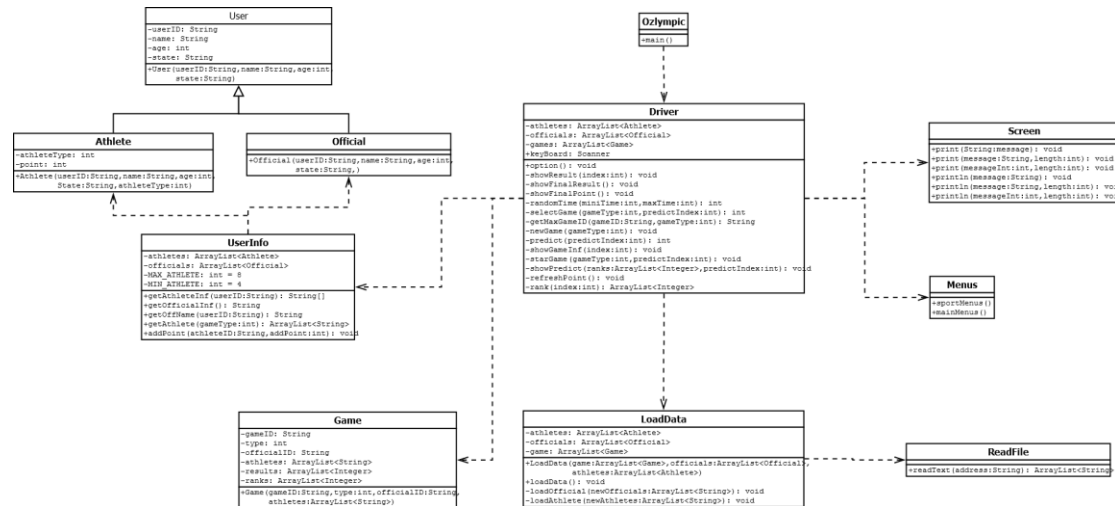 User
-userID: String
-name: String
-age: int
-state: String
+User(userID:String,name:String,age:int,
state:String)
Athlete
-athleteType: int
-point: int
+Athlete(userID:String,name:String,age:int,
State:String,athleteType:int)
Official
+Official(userID:String,name:String,age:int,
state:String,)
UserInfo
-athletes: ArrayList<Athlete>
-officials: ArrayList<Official>
-MAX_ATHLETE: int = 8
-MIN_ATHLETE: int = 4
+getAthleteInf(userID:String): String[]
+getOfficialInf(): String
+getOffName(userID:String): String
+getAthlete(gameType:int): ArrayList<String>
+addPoint(athleteID:String,addPoint:int): void
Game
-gameID: String
-type: int
-officialID: String
-athletes: ArrayList<String>
-results: ArrayList<Integer>
-ranks: ArrayList<Integer>
+Game(gameID:String,type:int,officialID:String,
athletes:ArrayList<String>)
Ozlympic
+main()
Driver
-athletes: ArrayList<Athlete>
-officials: ArrayList<Official>
-games: ArrayList<Game>
+keyBoard: Scanner
+option(): void
-showResult(index:int): void
-showFinalResult(): void
-showFinalPoint(): void
-randomTime(miniTime:int,maxTime:int): int
-selectGame(gameType:int,predictIndex:int): int
-getMaxGameID(gameID:String,gameType:int): String
-newGame(gameType:int): void
-predict(predictIndex:int): int
-showGameInf(index:int): void
-starGame(gameType:int,predictIndex:int): void
-showPredict(ranks:ArrayList<Integer>,predictIndex:int): void
-refreshPoint(): void
-rank(index:int): ArrayList<Integer>
LoadData
-athletes: ArrayList<Athlete>
-officials: ArrayList<Official>
-game: ArrayList<Game>
+LoadData(game:ArrayList<Game>,officials:ArrayList<Official>,
athletes:ArrayList<Athlete>)
+loadData(): void
-loadOfficial(newOfficials:ArrayList<String>): void
-loadAthlete(newAthletes:ArrayList<String>): void
Screen
+print(String:message): void
+print(message:String,length:int): void
+print(messageInt:int,length:int): void
+println(message:String): void
+println(message:String,length:int): void
+println(messageInt:int,length:int): void
Menus
+sportMenus()
+mainMenus()
ReadFile
+readText(address:String): ArrayList<String>